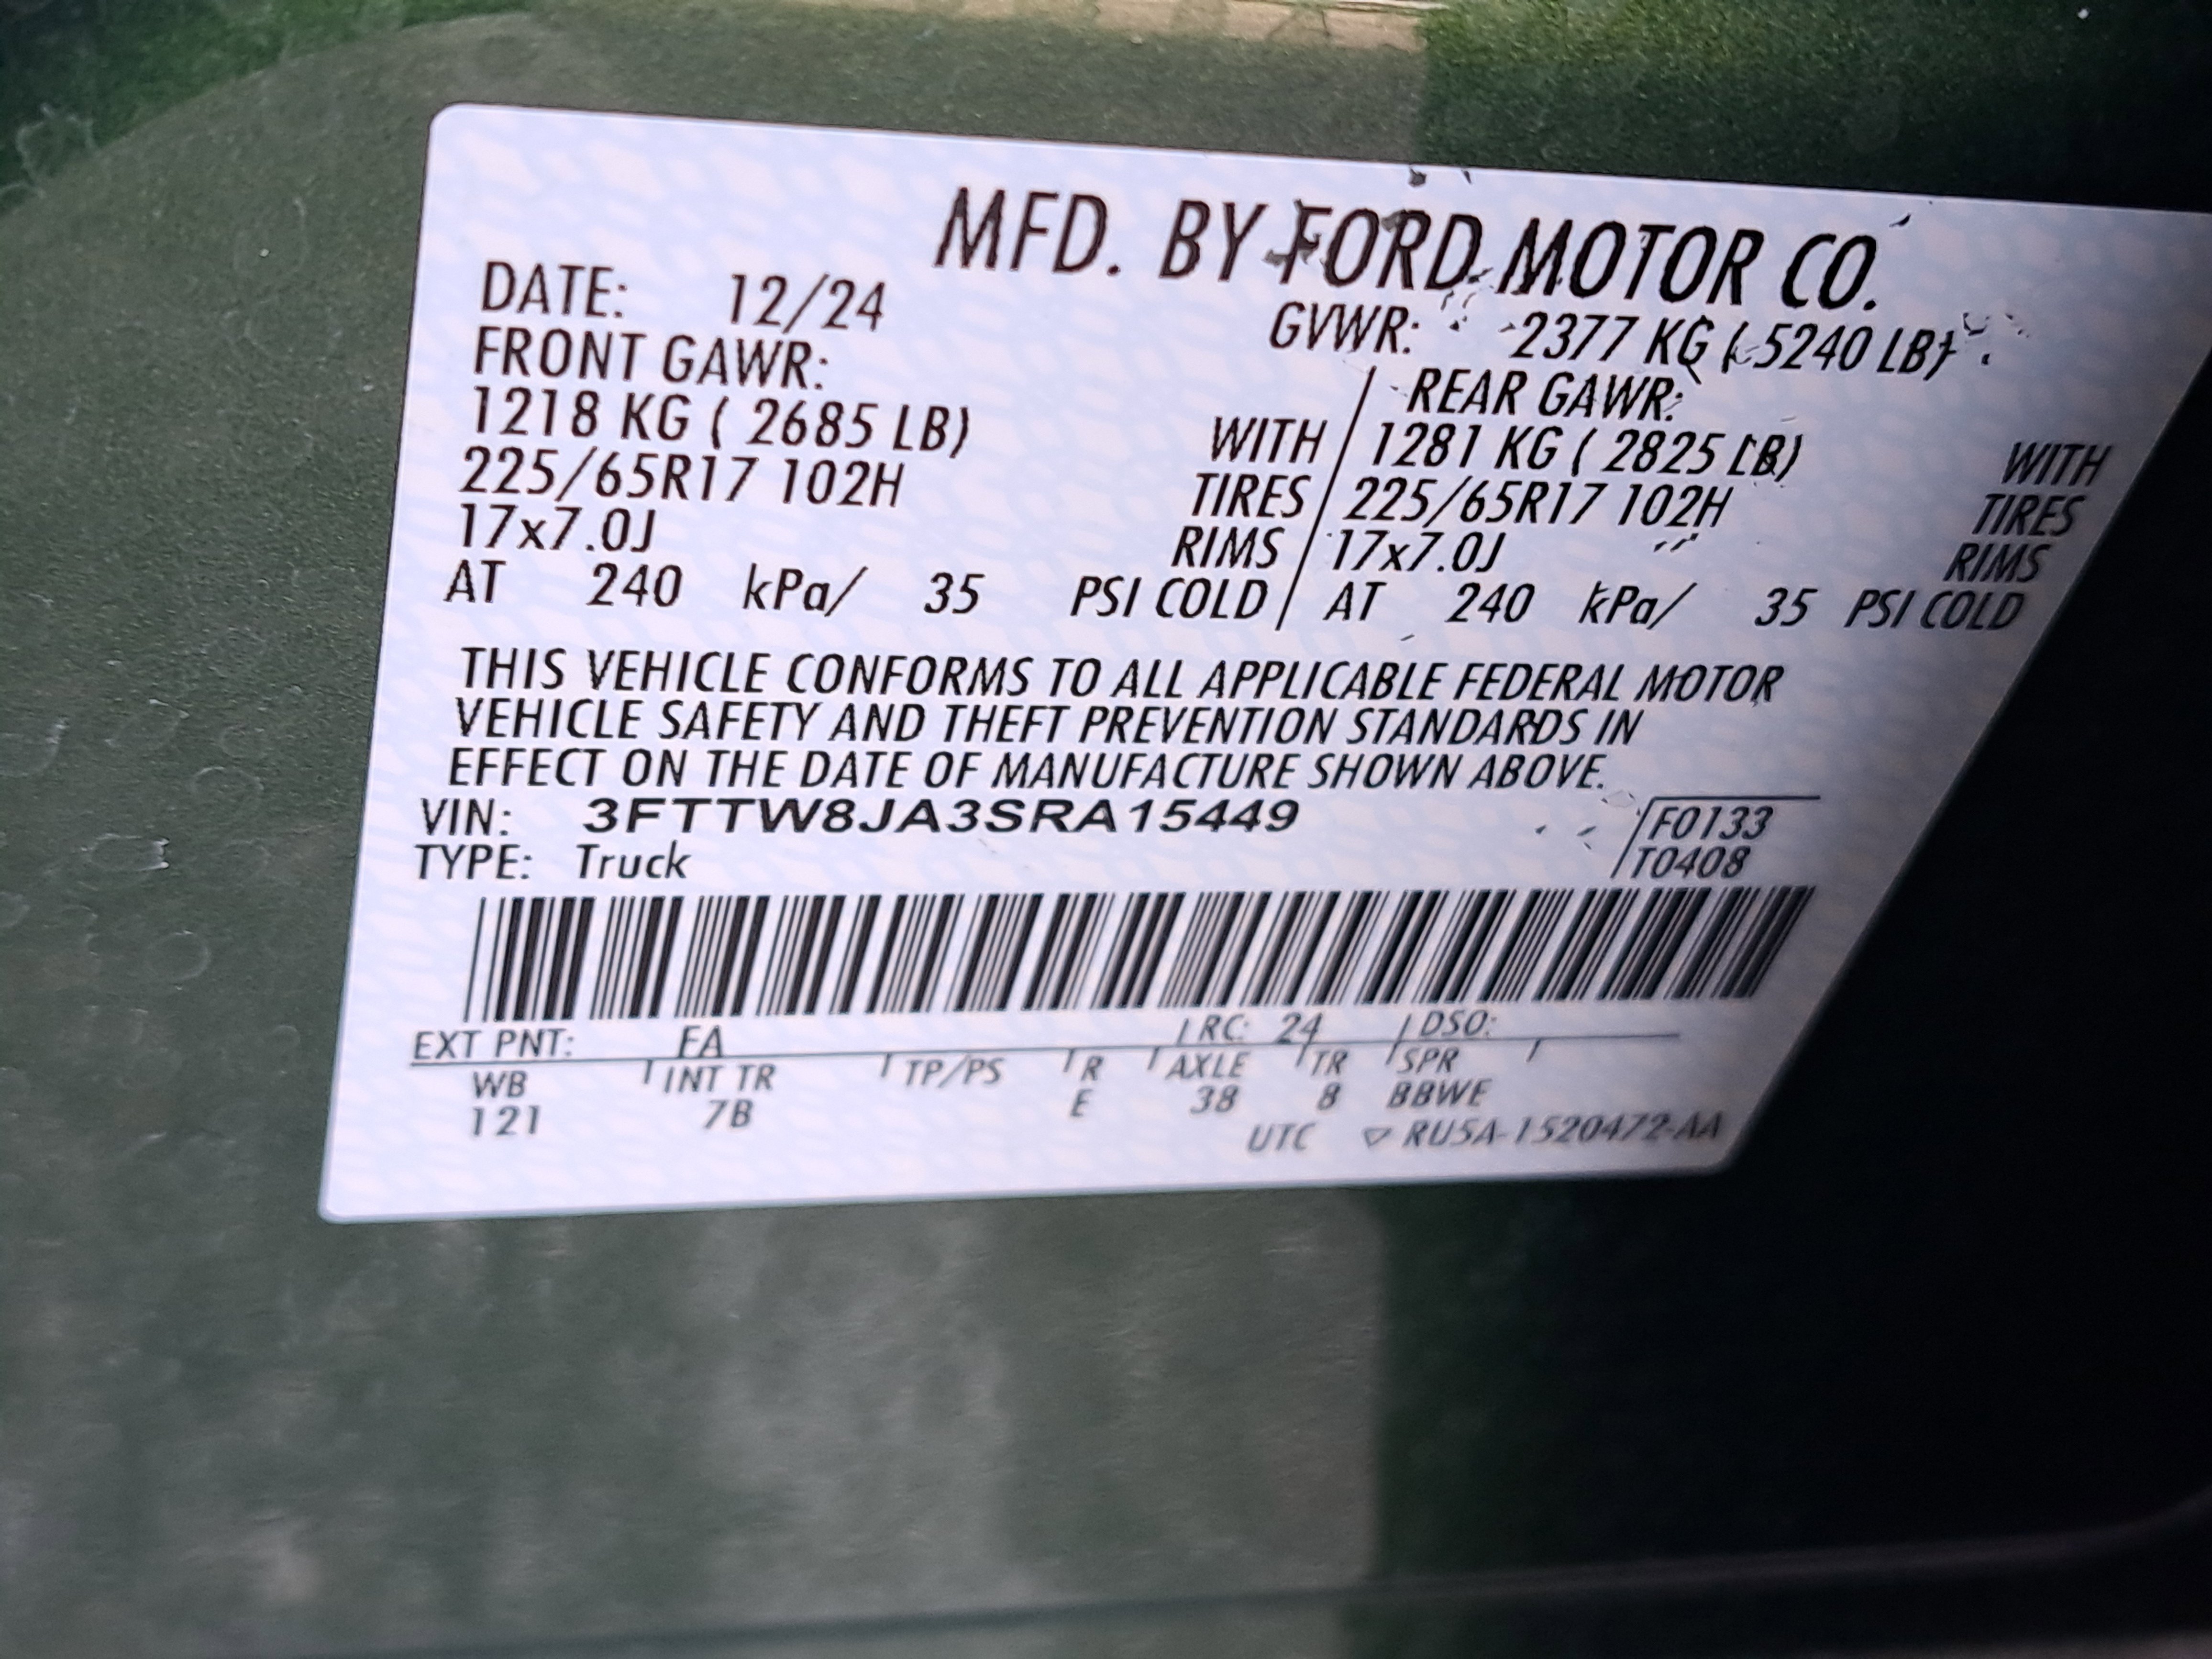 MFD. BY FORD MOTOR CO.
DATE: 12/24 GVWR: 2377 KG ( 5240 LB)
FRONT GAWR: REAR GAWR:
1218 KG ( 2685 LB) WITH / 1281 KG ( 2825 LB) WITH
225/65R17 102H TIRES / 225/65R17 102H TIRES
17x7.0J RIMS / 17x7.0J RIMS
AT 240 kPa/ 35 PSI COLD / AT 240 kPa/ 35 PSI COLD
THIS VEHICLE CONFORMS TO ALL APPLICABLE FEDERAL MOTOR
VEHICLE SAFETY AND THEFT PREVENTION STANDARDS IN
EFFECT ON THE DATE OF MANUFACTURE SHOWN ABOVE.
VIN: 3FTTW8JA3SRA15449 F0133
TYPE: Truck T0408
EXT PNT: FA RC: 24 DSO:
WB INT TR TP/PS R AXLE TR SPR
121 7B E 38 8 BBWE
UTC ▽ RU5A-1520472-AA